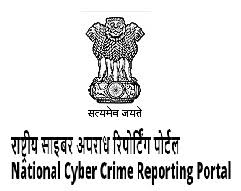 सत्यमेव जयते
राष्ट्रीय साइबर अपराध रिपोर्टिंग पोर्टल
National Cyber Crime Reporting Portal